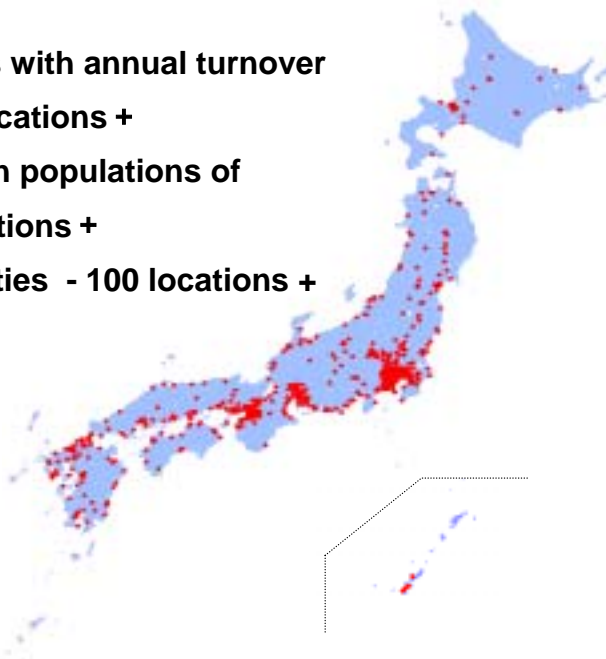 with annual turnover
cations +
populations of
tions +
ties - 100 locations +